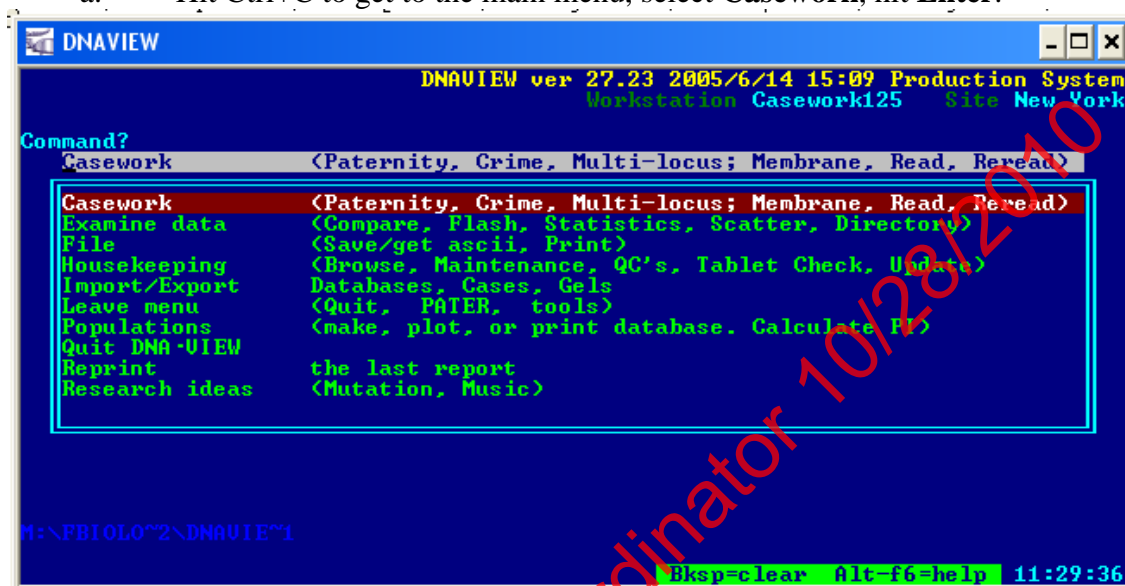 DNAVIEW
DNAVIEW ver 27.23 2005/6/14 15:09 Production System
Workstation Casework125 Site New York
Command?
Casework (Paternity, Crime, Multi-locus; Membrane, Read, Reread)
Casework (Paternity, Crime, Multi-locus; Membrane, Read, Reread)
Examine data (Compare, Flash, Statistics, Scatter, Directory)
File (Save/get ascii, Print)
Housekeeping (Browse, Maintenance, QC's, Tablet Check, Update)
Import/Export Databases, Cases, Gels
Leave menu (Quit, PATER, tools)
Populations (make, plot, or print database. Calculate PI)
Quit DNA·VIEW
Reprint the last report
Research ideas (Mutation, Music)
M:\FBIOLO~2\DNAVIE~1
Bksp=clear Alt-f6=help 11:29:36
10/28/2010